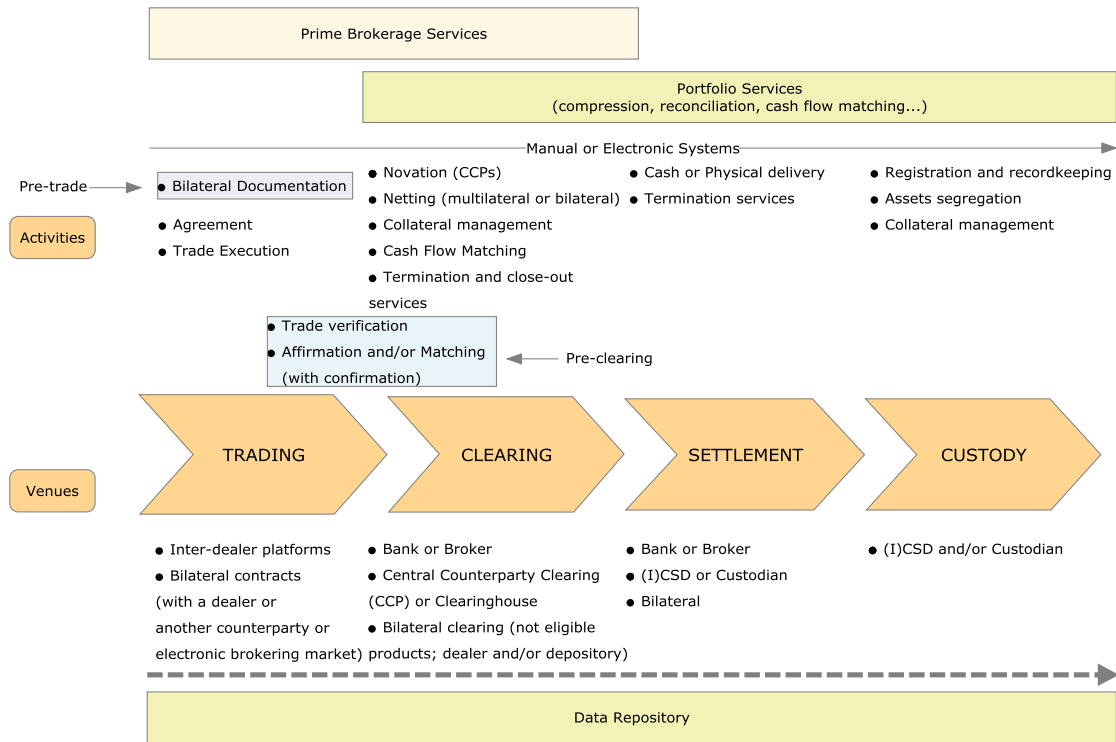 Prime Brokerage Services
Portfolio Services
(compression, reconciliation, cash flow matching...)
Manual or Electronic Systems
Pre-trade
● Bilateral Documentation
● Agreement
● Trade Execution
● Novation (CCPs)
● Netting (multilateral or bilateral)
● Collateral management
● Cash Flow Matching
● Termination and close-out
services
● Cash or Physical delivery
● Termination services
● Registration and recordkeeping
● Assets segregation
● Collateral management
Activities
● Trade verification
● Affirmation and/or Matching
(with confirmation)
Pre-clearing
TRADING
CLEARING
SETTLEMENT
CUSTODY
Venues
● Inter-dealer platforms
● Bilateral contracts
(with a dealer or
another counterparty or
electronic brokering market)
● Bank or Broker
● Central Counterparty Clearing
(CCP) or Clearinghouse
● Bilateral clearing (not eligible
products; dealer and/or depository)
● Bank or Broker
● (I)CSD or Custodian
● Bilateral
● (I)CSD and/or Custodian
Data Repository